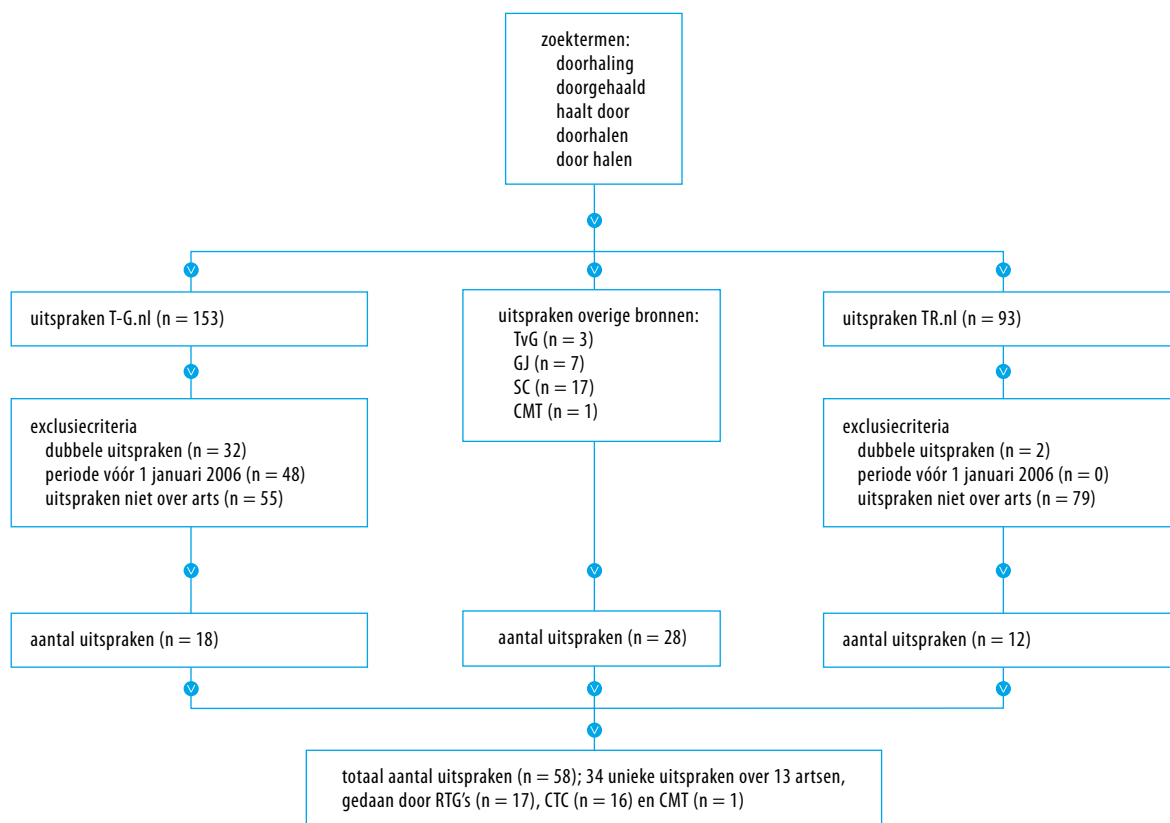 zoektermen:
doorhaling
doorgehaald
haalt door
doorhalen
door halen
uitspraken T-G.nl (n = 153)
uitspraken overige bronnen:
TvG (n = 3)
GJ (n = 7)
SC (n = 17)
CMT (n = 1)
uitspraken TR.nl (n = 93)
exclusiecriteria
dubbele uitspraken (n = 32)
periode vóór 1 januari 2006 (n = 48)
uitspraken niet over arts (n = 55)
exclusiecriteria
dubbele uitspraken (n = 2)
periode vóór 1 januari 2006 (n = 0)
uitspraken niet over arts (n = 79)
aantal uitspraken (n = 18)
aantal uitspraken (n = 28)
aantal uitspraken (n = 12)
totaal aantal uitspraken (n = 58); 34 unieke uitspraken over 13 artsen,
gedaan door RTG's (n = 17), CTC (n = 16) en CMT (n = 1)